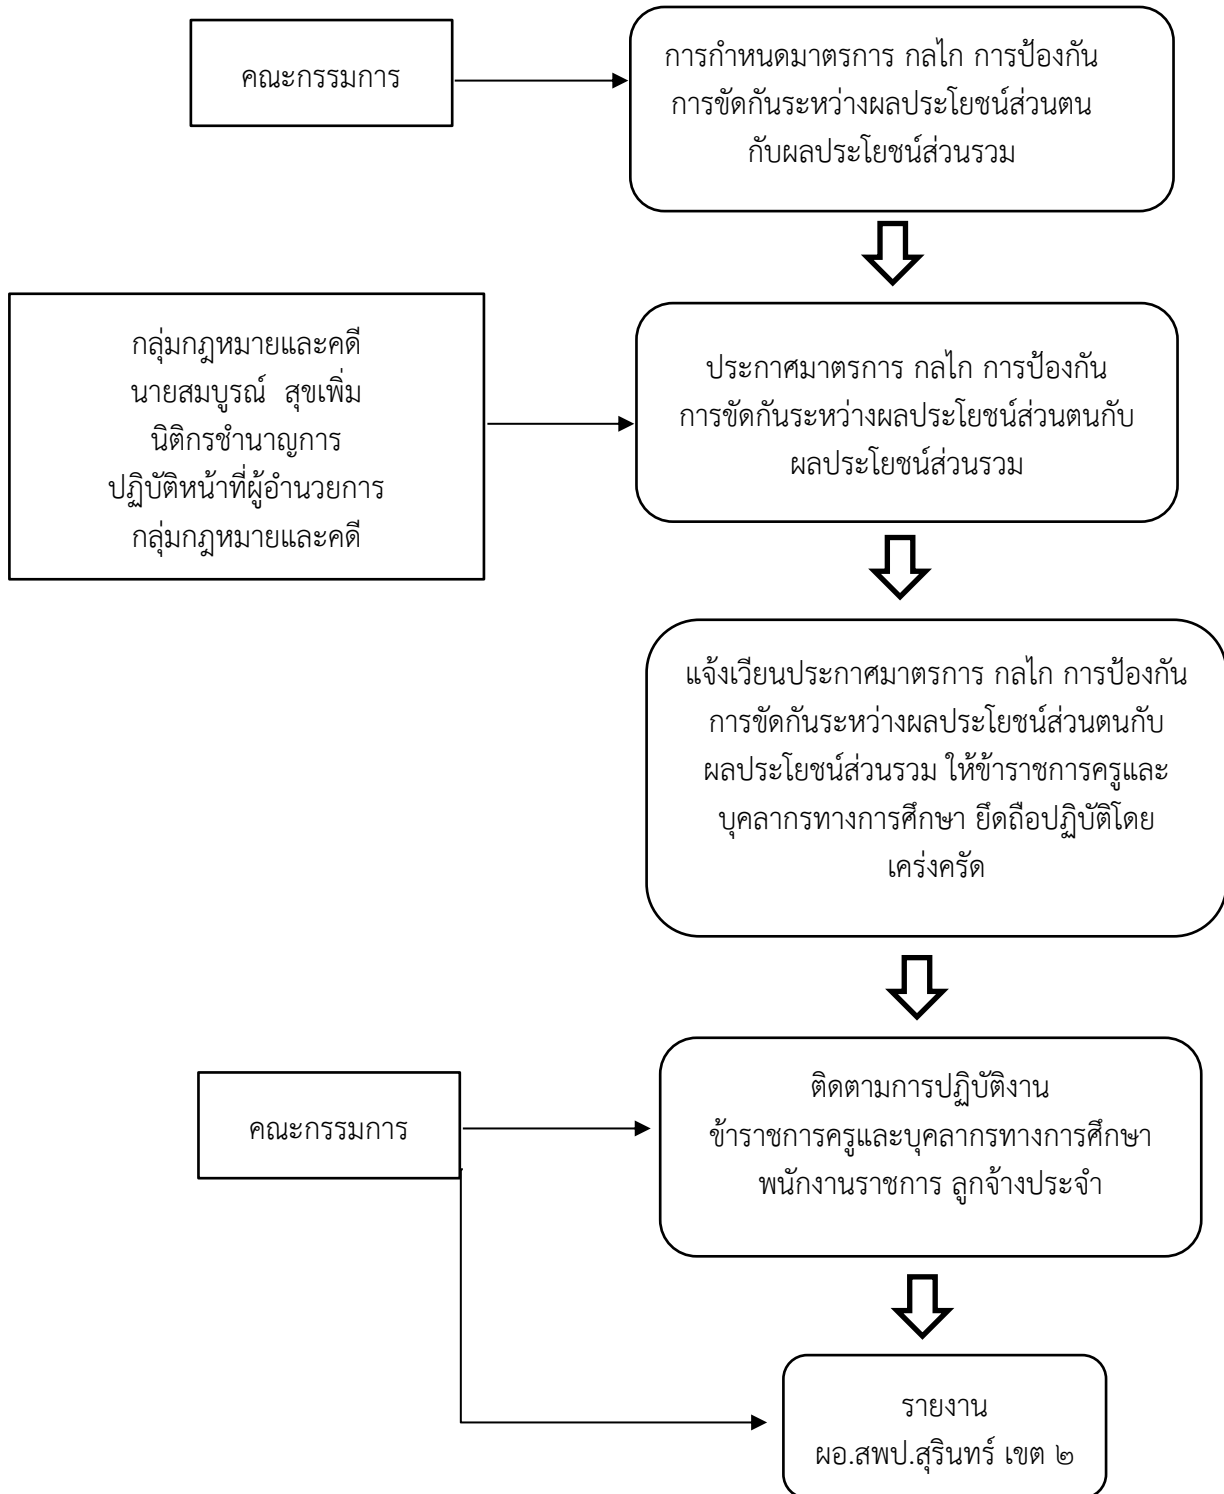 คณะกรรมการ
การกำหนดมาตรการ กลไก การป้องกัน
การขัดกันระหว่างผลประโยชน์ส่วนตน
กับผลประโยชน์ส่วนรวม
กลุ่มกฎหมายและคดี
นายสมบูรณ์ สุขเพิ่ม
นิติกรชำนาญการ
ปฏิบัติหน้าที่ผู้อำนวยการ
กลุ่มกฎหมายและคดี
ประกาศมาตรการ กลไก การป้องกัน
การขัดกันระหว่างผลประโยชน์ส่วนตนกับ
ผลประโยชน์ส่วนรวม
แจ้งเวียนประกาศมาตรการ กลไก การป้องกัน
การขัดกันระหว่างผลประโยชน์ส่วนตนกับ
ผลประโยชน์ส่วนรวม ให้ข้าราชการครูและ
บุคลากรทางการศึกษา ยึดถือปฏิบัติโดย
เคร่งครัด
คณะกรรมการ
ติดตามการปฏิบัติงาน
ข้าราชการครูและบุคลากรทางการศึกษา
พนักงานราชการ ลูกจ้างประจำ
รายงาน
ผอ.สพป.สุรินทร์ เขต ๒